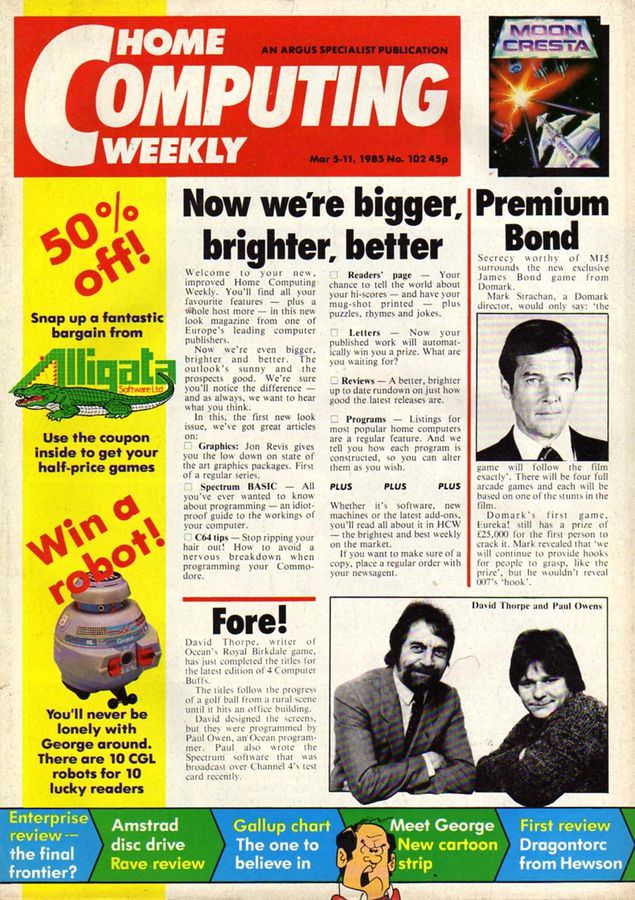 HOME
COMPUTING
WEEKLY
AN ARGUS SPECIALIST PUBLICATION
Mar 5-11, 1985 No. 102 45p
MOON
CRESTA
50%
off!
Snap up a fantastic
bargain from
Alligata
Software Ltd
Use the coupon
inside to get your
half-price games
Win a
robot!
You'll never be
lonely with
George around.
There are 10 CGL
robots for 10
lucky readers
Now we're bigger,
brighter, better
Welcome to your new,
improved Home Computing
Weekly. You'll find all your
favourite features — plus a
whole host more — in this new
look magazine from one of
Europe's leading computer
publishers.
Now we're even bigger,
brighter and better. The
outlook's sunny and the
prospects good. We're sure
you'll notice the difference —
and as always, we want to hear
what you think.
In this, the first new look
issue, we've got great articles
on:
□ Graphics: Jon Revis gives
you the low down on state of
the art graphics packages. First
of a regular series.
□ Spectrum BASIC — All
you've ever wanted to know
about programming — an idiot-
proof guide to the workings of
your computer.
□ C64 tips — Stop ripping your
hair out! How to avoid a
nervous breakdown when
programming your Commo-
dore.
□ Readers' page — Your
chance to tell the world about
your hi-scores — and have your
mug-shot printed — plus
puzzles, rhymes and jokes.
□ Letters — Now your
published work will automat-
ically win you a prize. What are
you waiting for?
□ Reviews — A better, brighter
up to date rundown on just how
good the latest releases are.
□ Programs — Listings for
most popular home computers
are a regular feature. And we
tell you how each program is
constructed, so you can alter
them as you wish.
PLUS PLUS PLUS
Whether it's software, new
machines or the latest add-ons,
you'll read all about it in HCW
— the brightest and best weekly
on the market.
If you want to make sure of a
copy, place a regular order with
your newsagent.
Premium
Bond
Secrecy worthy of MI5
surrounds the new exclusive
James Bond game from
Domark.
Mark Strachan, a Domark
director, would only say: 'the
game will follow the film
exactly'. There will be four full
arcade games and each will be
based on one of the stunts in the
film.
Domark's first game,
Eureka! still has a prize of
£25,000 for the first person to
crack it. Mark revealed that 'we
will continue to provide hooks
for people to grasp, like the
prize', but he wouldn't reveal
007's 'hook'.
Fore!
David Thorpe, writer of
Ocean's Royal Birkdale game,
has just completed the titles for
the latest edition of 4 Computer
Buffs.
The titles follow the progress
of a golf ball from a rural scene
until it hits an office building.
David designed the screens,
but they were programmed by
Paul Owen, an Ocean program-
mer. Paul also wrote the
Spectrum software that was
broadcast over Channel 4's test
card recently.
David Thorpe and Paul Owens
Enterprise
review —
the final
frontier?
Amstrad
disc drive
Rave review
Gallup chart
The one to
believe in
Meet George
New cartoon
strip
First review
Dragontorc
from Hewson